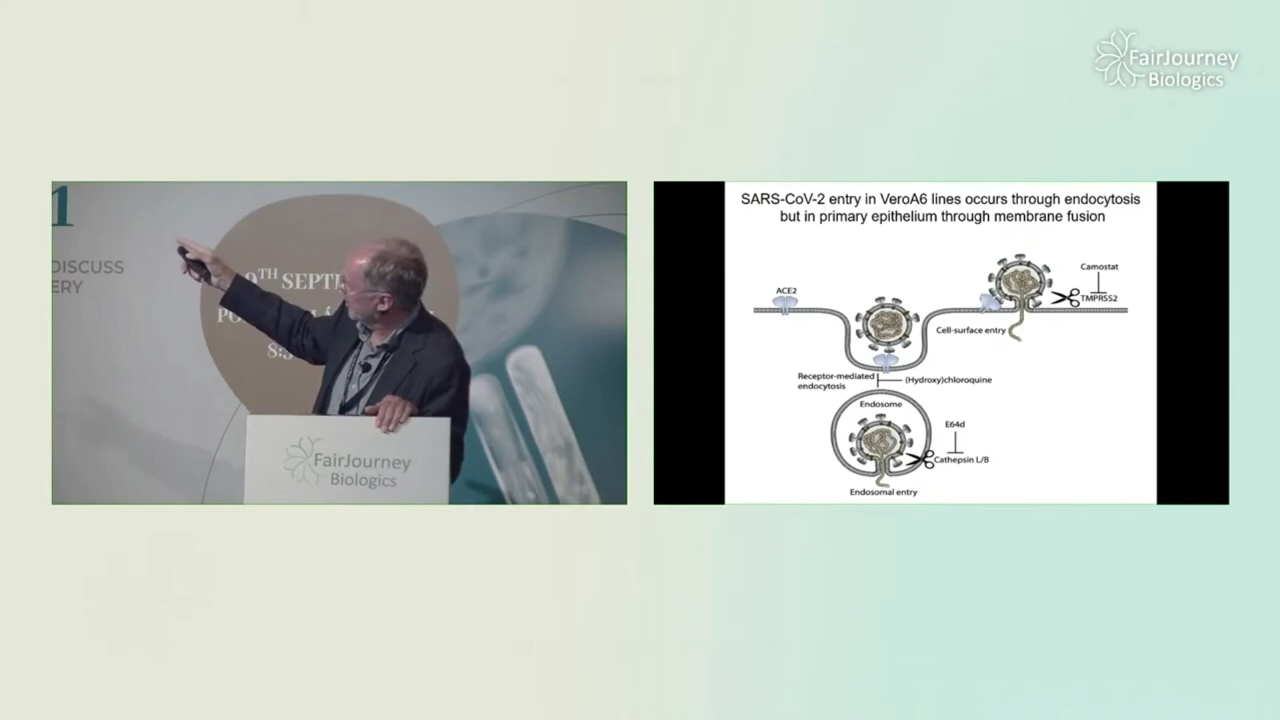 FairJourney
Biologics
1
DISCUSS
ERY
9TH SEPT
PO
8:3
FairJourney
Biologics
SARS-CoV-2 entry in VeroA6 lines occurs through endocytosis
but in primary epithelium through membrane fusion
Camostat
ACE2
TMPRSS2
Cell-surface entry
Receptor-mediated
endocytosis
(Hydroxy)chloroquine
Endosome
E64d
Cathepsin L/B
Endosomal entry